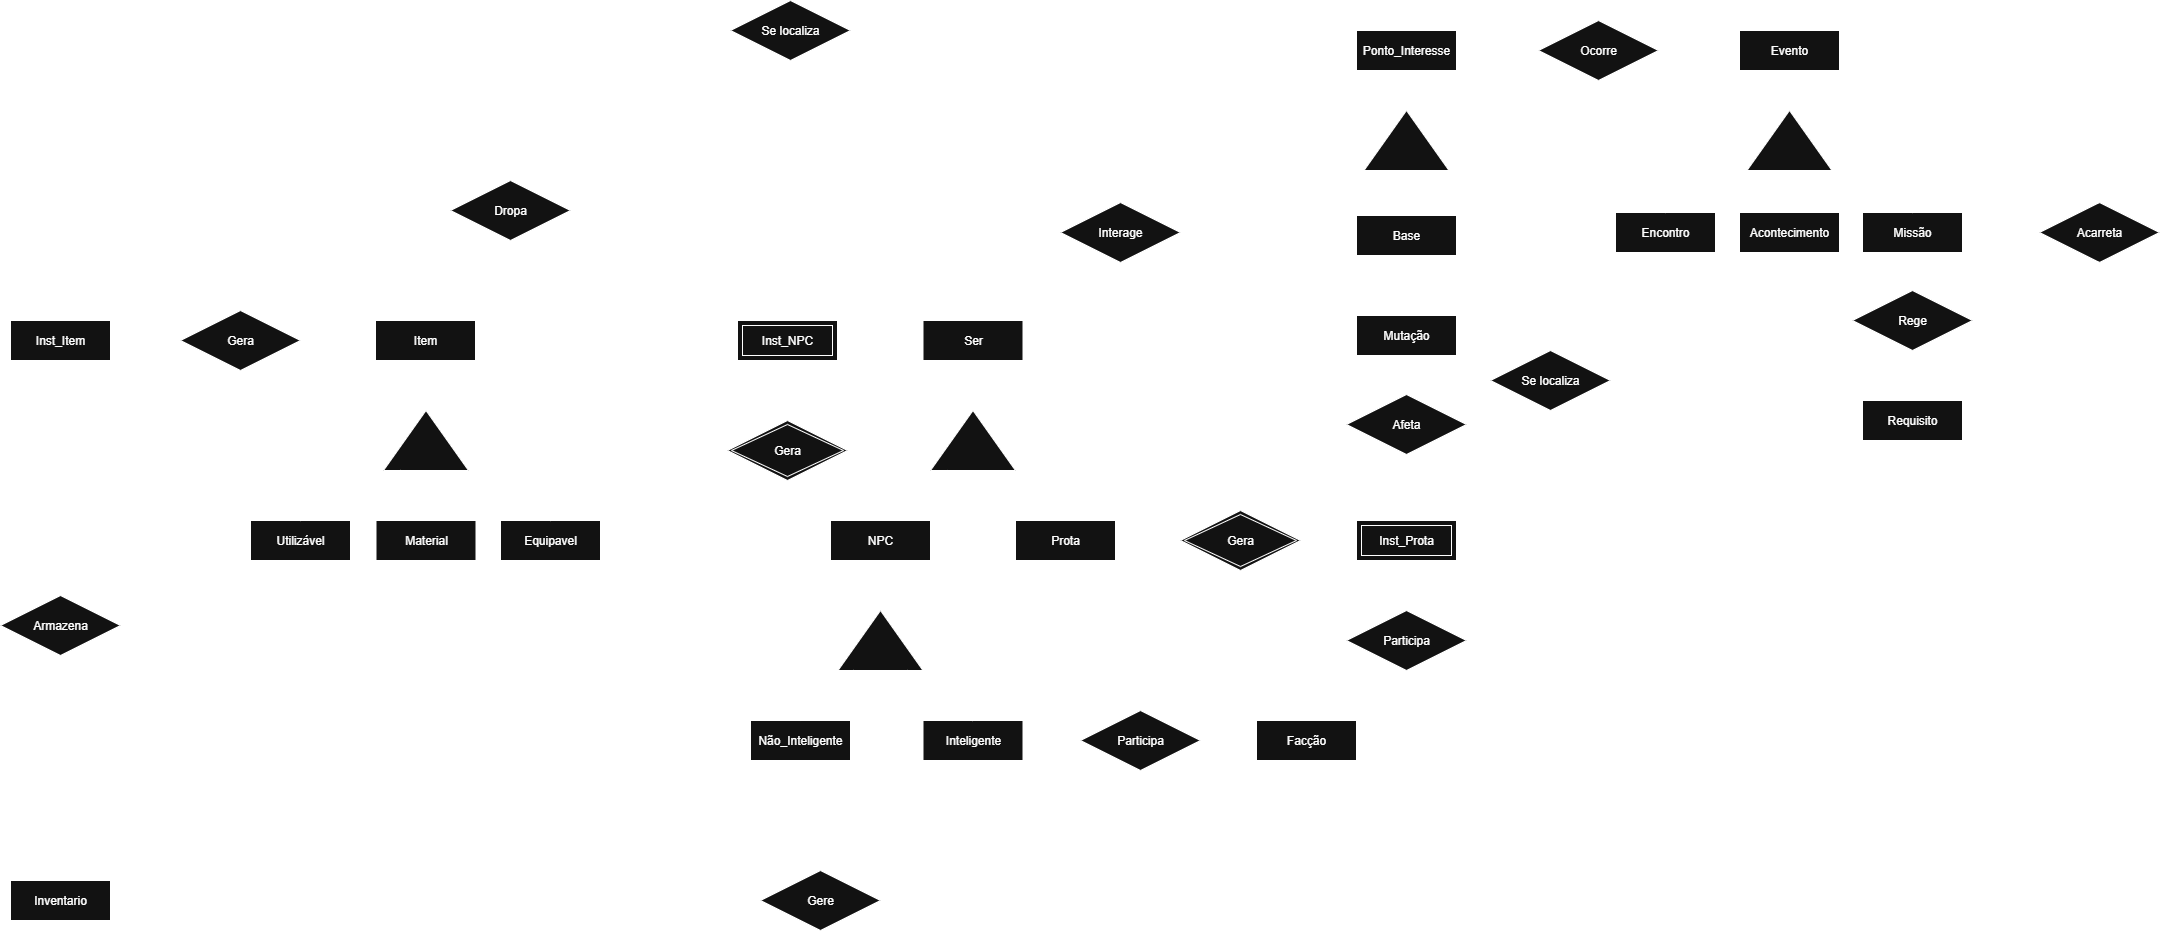 Se localiza
Ponto_Interesse
Ocorre
Evento
Dropa
Interage
Base
Encontro
Acontecimento
Missão
Acarreta
Inst_Item
Gera
Item
Inst_NPC
Ser
Mutação
Rege
Se localiza
Afeta
Requisito
Gera
Utilizável
Material
Equipavel
NPC
Prota
Gera
Inst_Prota
Armazena
Participa
Não_Inteligente
Inteligente
Participa
Facção
Inventario
Gere